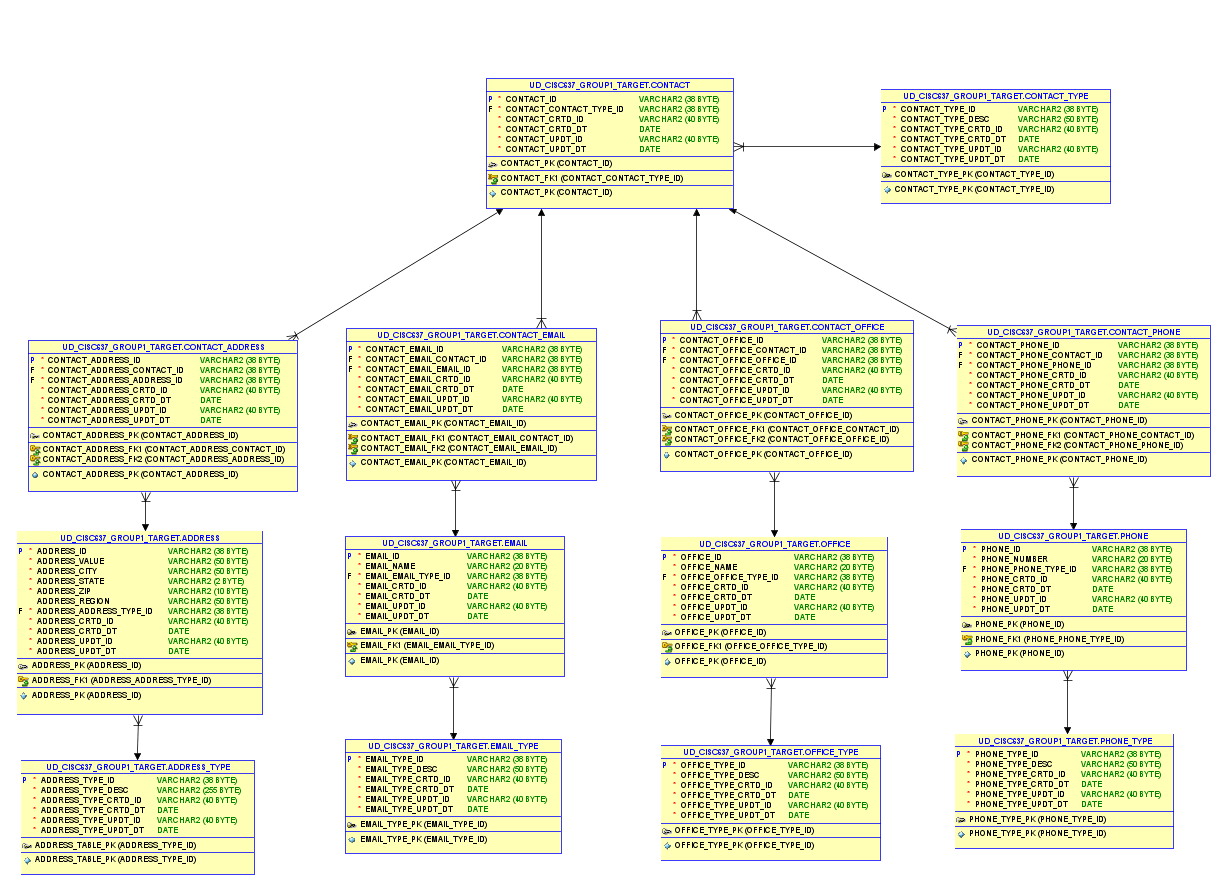 UD_CISC637_GROUP1_TARGET.CONTACT
P * CONTACT_ID VARCHAR2 (38 BYTE)
F * CONTACT_CONTACT_TYPE_ID VARCHAR2 (38 BYTE)
* CONTACT_CRTD_ID VARCHAR2 (40 BYTE)
* CONTACT_CRTD_DT DATE
* CONTACT_UPDT_ID VARCHAR2 (40 BYTE)
* CONTACT_UPDT_DT DATE
CONTACT_PK (CONTACT_ID)
CONTACT_FK1 (CONTACT_CONTACT_TYPE_ID)
CONTACT_PK (CONTACT_ID)
UD_CISC637_GROUP1_TARGET.CONTACT_TYPE
P * CONTACT_TYPE_ID VARCHAR2 (38 BYTE)
* CONTACT_TYPE_DESC VARCHAR2 (50 BYTE)
* CONTACT_TYPE_CRTD_ID VARCHAR2 (40 BYTE)
* CONTACT_TYPE_CRTD_DT DATE
* CONTACT_TYPE_UPDT_ID VARCHAR2 (40 BYTE)
* CONTACT_TYPE_UPDT_DT DATE
CONTACT_TYPE_PK (CONTACT_TYPE_ID)
CONTACT_TYPE_PK (CONTACT_TYPE_ID)
UD_CISC637_GROUP1_TARGET.CONTACT_ADDRESS
P * CONTACT_ADDRESS_ID VARCHAR2 (38 BYTE)
F * CONTACT_ADDRESS_CONTACT_ID VARCHAR2 (38 BYTE)
F * CONTACT_ADDRESS_ADDRESS_ID VARCHAR2 (38 BYTE)
* CONTACT_ADDRESS_CRTD_ID VARCHAR2 (40 BYTE)
* CONTACT_ADDRESS_CRTD_DT DATE
* CONTACT_ADDRESS_UPDT_ID VARCHAR2 (40 BYTE)
* CONTACT_ADDRESS_UPDT_DT DATE
CONTACT_ADDRESS_PK (CONTACT_ADDRESS_ID)
CONTACT_ADDRESS_FK1 (CONTACT_ADDRESS_CONTACT_ID)
CONTACT_ADDRESS_FK2 (CONTACT_ADDRESS_ADDRESS_ID)
CONTACT_ADDRESS_PK (CONTACT_ADDRESS_ID)
UD_CISC637_GROUP1_TARGET.CONTACT_EMAIL
P * CONTACT_EMAIL_ID VARCHAR2 (38 BYTE)
F * CONTACT_EMAIL_CONTACT_ID VARCHAR2 (38 BYTE)
F * CONTACT_EMAIL_EMAIL_ID VARCHAR2 (38 BYTE)
* CONTACT_EMAIL_CRTD_ID VARCHAR2 (40 BYTE)
* CONTACT_EMAIL_CRTD_DT DATE
* CONTACT_EMAIL_UPDT_ID VARCHAR2 (40 BYTE)
* CONTACT_EMAIL_UPDT_DT DATE
CONTACT_EMAIL_PK (CONTACT_EMAIL_ID)
CONTACT_EMAIL_FK1 (CONTACT_EMAIL_CONTACT_ID)
CONTACT_EMAIL_FK2 (CONTACT_EMAIL_EMAIL_ID)
CONTACT_EMAIL_PK (CONTACT_EMAIL_ID)
UD_CISC637_GROUP1_TARGET.CONTACT_OFFICE
P * CONTACT_OFFICE_ID VARCHAR2 (38 BYTE)
F * CONTACT_OFFICE_CONTACT_ID VARCHAR2 (38 BYTE)
F * CONTACT_OFFICE_OFFICE_ID VARCHAR2 (38 BYTE)
* CONTACT_OFFICE_CRTD_ID VARCHAR2 (40 BYTE)
* CONTACT_OFFICE_CRTD_DT DATE
* CONTACT_OFFICE_UPDT_ID VARCHAR2 (40 BYTE)
* CONTACT_OFFICE_UPDT_DT DATE
CONTACT_OFFICE_PK (CONTACT_OFFICE_ID)
CONTACT_OFFICE_FK1 (CONTACT_OFFICE_CONTACT_ID)
CONTACT_OFFICE_FK2 (CONTACT_OFFICE_OFFICE_ID)
CONTACT_OFFICE_PK (CONTACT_OFFICE_ID)
UD_CISC637_GROUP1_TARGET.CONTACT_PHONE
P * CONTACT_PHONE_ID VARCHAR2 (38 BYTE)
F * CONTACT_PHONE_CONTACT_ID VARCHAR2 (38 BYTE)
F * CONTACT_PHONE_PHONE_ID VARCHAR2 (38 BYTE)
* CONTACT_PHONE_CRTD_ID VARCHAR2 (40 BYTE)
* CONTACT_PHONE_CRTD_DT DATE
* CONTACT_PHONE_UPDT_ID VARCHAR2 (40 BYTE)
* CONTACT_PHONE_UPDT_DT DATE
CONTACT_PHONE_PK (CONTACT_PHONE_ID)
CONTACT_PHONE_FK1 (CONTACT_PHONE_CONTACT_ID)
CONTACT_PHONE_FK2 (CONTACT_PHONE_PHONE_ID)
CONTACT_PHONE_PK (CONTACT_PHONE_ID)
UD_CISC637_GROUP1_TARGET.ADDRESS
P * ADDRESS_ID VARCHAR2 (38 BYTE)
* ADDRESS_VALUE VARCHAR2 (50 BYTE)
* ADDRESS_CITY VARCHAR2 (50 BYTE)
* ADDRESS_STATE VARCHAR2 (2 BYTE)
* ADDRESS_ZIP VARCHAR2 (10 BYTE)
ADDRESS_REGION VARCHAR2 (50 BYTE)
F * ADDRESS_ADDRESS_TYPE_ID VARCHAR2 (38 BYTE)
* ADDRESS_CRTD_ID VARCHAR2 (40 BYTE)
* ADDRESS_CRTD_DT DATE
* ADDRESS_UPDT_ID VARCHAR2 (40 BYTE)
* ADDRESS_UPDT_DT DATE
ADDRESS_PK (ADDRESS_ID)
ADDRESS_FK1 (ADDRESS_ADDRESS_TYPE_ID)
ADDRESS_PK (ADDRESS_ID)
UD_CISC637_GROUP1_TARGET.EMAIL
P * EMAIL_ID VARCHAR2 (38 BYTE)
* EMAIL_NAME VARCHAR2 (20 BYTE)
F * EMAIL_EMAIL_TYPE_ID VARCHAR2 (38 BYTE)
* EMAIL_CRTD_ID VARCHAR2 (40 BYTE)
* EMAIL_CRTD_DT DATE
* EMAIL_UPDT_ID VARCHAR2 (40 BYTE)
* EMAIL_UPDT_DT DATE
EMAIL_PK (EMAIL_ID)
EMAIL_FK1 (EMAIL_EMAIL_TYPE_ID)
EMAIL_PK (EMAIL_ID)
UD_CISC637_GROUP1_TARGET.OFFICE
P * OFFICE_ID VARCHAR2 (38 BYTE)
* OFFICE_NAME VARCHAR2 (20 BYTE)
F * OFFICE_OFFICE_TYPE_ID VARCHAR2 (38 BYTE)
* OFFICE_CRTD_ID VARCHAR2 (40 BYTE)
* OFFICE_CRTD_DT DATE
* OFFICE_UPDT_ID VARCHAR2 (40 BYTE)
* OFFICE_UPDT_DT DATE
OFFICE_PK (OFFICE_ID)
OFFICE_FK1 (OFFICE_OFFICE_TYPE_ID)
OFFICE_PK (OFFICE_ID)
UD_CISC637_GROUP1_TARGET.PHONE
P * PHONE_ID VARCHAR2 (38 BYTE)
* PHONE_NUMBER VARCHAR2 (20 BYTE)
F * PHONE_PHONE_TYPE_ID VARCHAR2 (38 BYTE)
* PHONE_CRTD_ID VARCHAR2 (40 BYTE)
* PHONE_CRTD_DT DATE
* PHONE_UPDT_ID VARCHAR2 (40 BYTE)
* PHONE_UPDT_DT DATE
PHONE_PK (PHONE_ID)
PHONE_FK1 (PHONE_PHONE_TYPE_ID)
PHONE_PK (PHONE_ID)
UD_CISC637_GROUP1_TARGET.ADDRESS_TYPE
P * ADDRESS_TYPE_ID VARCHAR2 (38 BYTE)
* ADDRESS_TYPE_DESC VARCHAR2 (255 BYTE)
* ADDRESS_TYPE_CRTD_ID VARCHAR2 (40 BYTE)
* ADDRESS_TYPE_CRTD_DT DATE
* ADDRESS_TYPE_UPDT_ID VARCHAR2 (40 BYTE)
* ADDRESS_TYPE_UPDT_DT DATE
ADDRESS_TABLE_PK (ADDRESS_TYPE_ID)
ADDRESS_TABLE_PK (ADDRESS_TYPE_ID)
UD_CISC637_GROUP1_TARGET.EMAIL_TYPE
P * EMAIL_TYPE_ID VARCHAR2 (38 BYTE)
* EMAIL_TYPE_DESC VARCHAR2 (50 BYTE)
* EMAIL_TYPE_CRTD_ID VARCHAR2 (40 BYTE)
* EMAIL_TYPE_CRTD_DT DATE
* EMAIL_TYPE_UPDT_ID VARCHAR2 (40 BYTE)
* EMAIL_TYPE_UPDT_DT DATE
EMAIL_TYPE_PK (EMAIL_TYPE_ID)
EMAIL_TYPE_PK (EMAIL_TYPE_ID)
UD_CISC637_GROUP1_TARGET.OFFICE_TYPE
P * OFFICE_TYPE_ID VARCHAR2 (38 BYTE)
* OFFICE_TYPE_DESC VARCHAR2 (50 BYTE)
* OFFICE_TYPE_CRTD_ID VARCHAR2 (40 BYTE)
* OFFICE_TYPE_CRTD_DT DATE
* OFFICE_TYPE_UPDT_ID VARCHAR2 (40 BYTE)
* OFFICE_TYPE_UPDT_DT DATE
OFFICE_TYPE_PK (OFFICE_TYPE_ID)
OFFICE_TYPE_PK (OFFICE_TYPE_ID)
UD_CISC637_GROUP1_TARGET.PHONE_TYPE
P * PHONE_TYPE_ID VARCHAR2 (38 BYTE)
* PHONE_TYPE_DESC VARCHAR2 (50 BYTE)
* PHONE_TYPE_CRTD_ID VARCHAR2 (40 BYTE)
* PHONE_TYPE_CRTD_DT DATE
* PHONE_TYPE_UPDT_ID VARCHAR2 (40 BYTE)
* PHONE_TYPE_UPDT_DT DATE
PHONE_TYPE_PK (PHONE_TYPE_ID)
PHONE_TYPE_PK (PHONE_TYPE_ID)